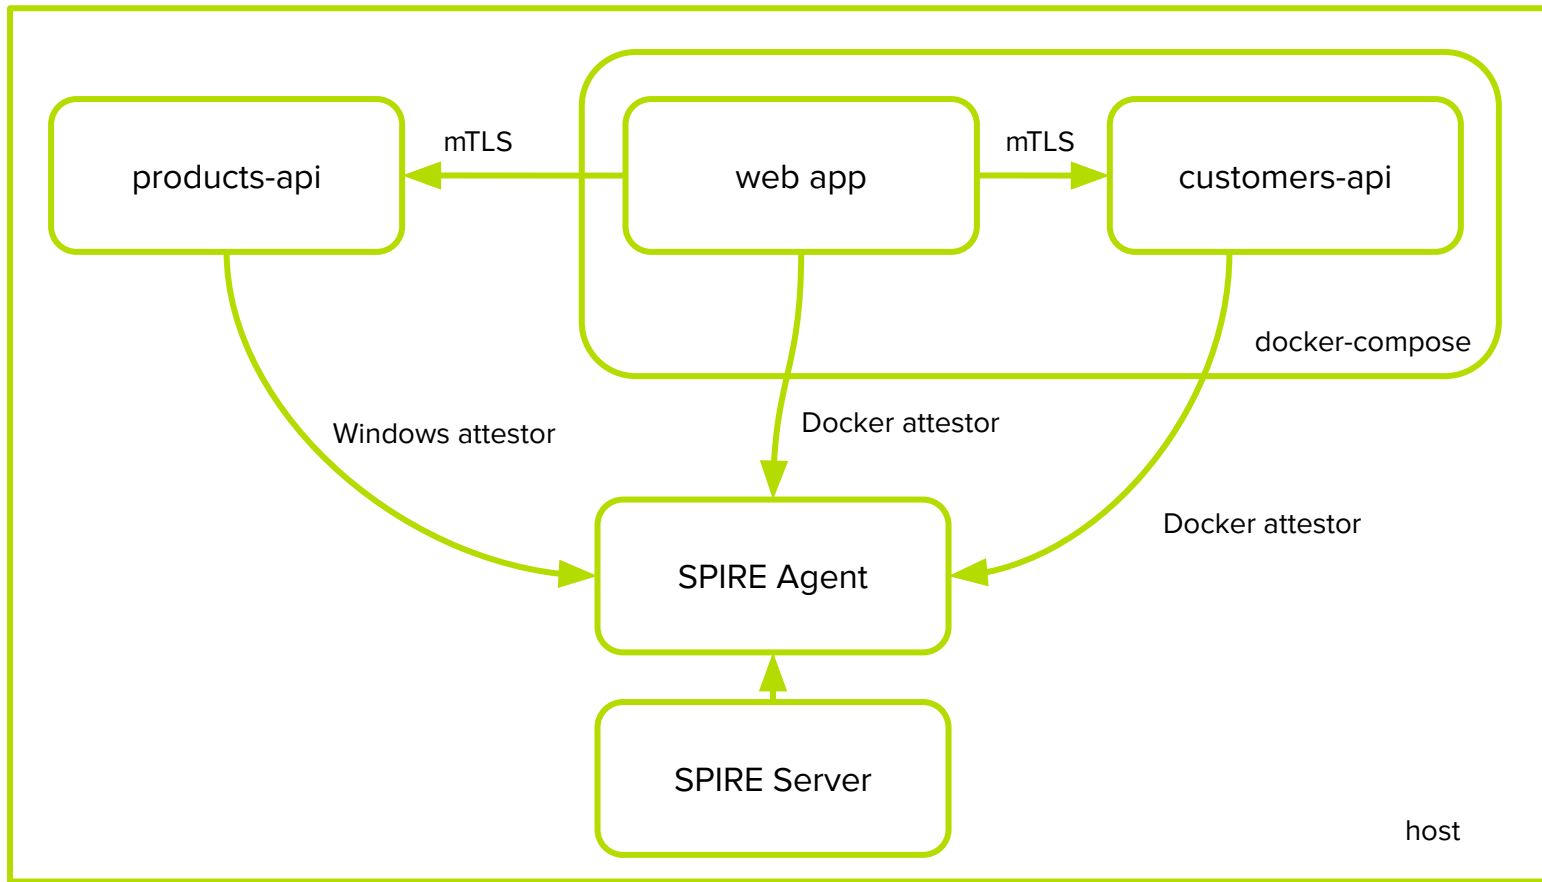 mTLS
mTLS
products-api
web app
customers-api
docker-compose
Windows attestor
Docker attestor
Docker attestor
SPIRE Agent
SPIRE Server
host